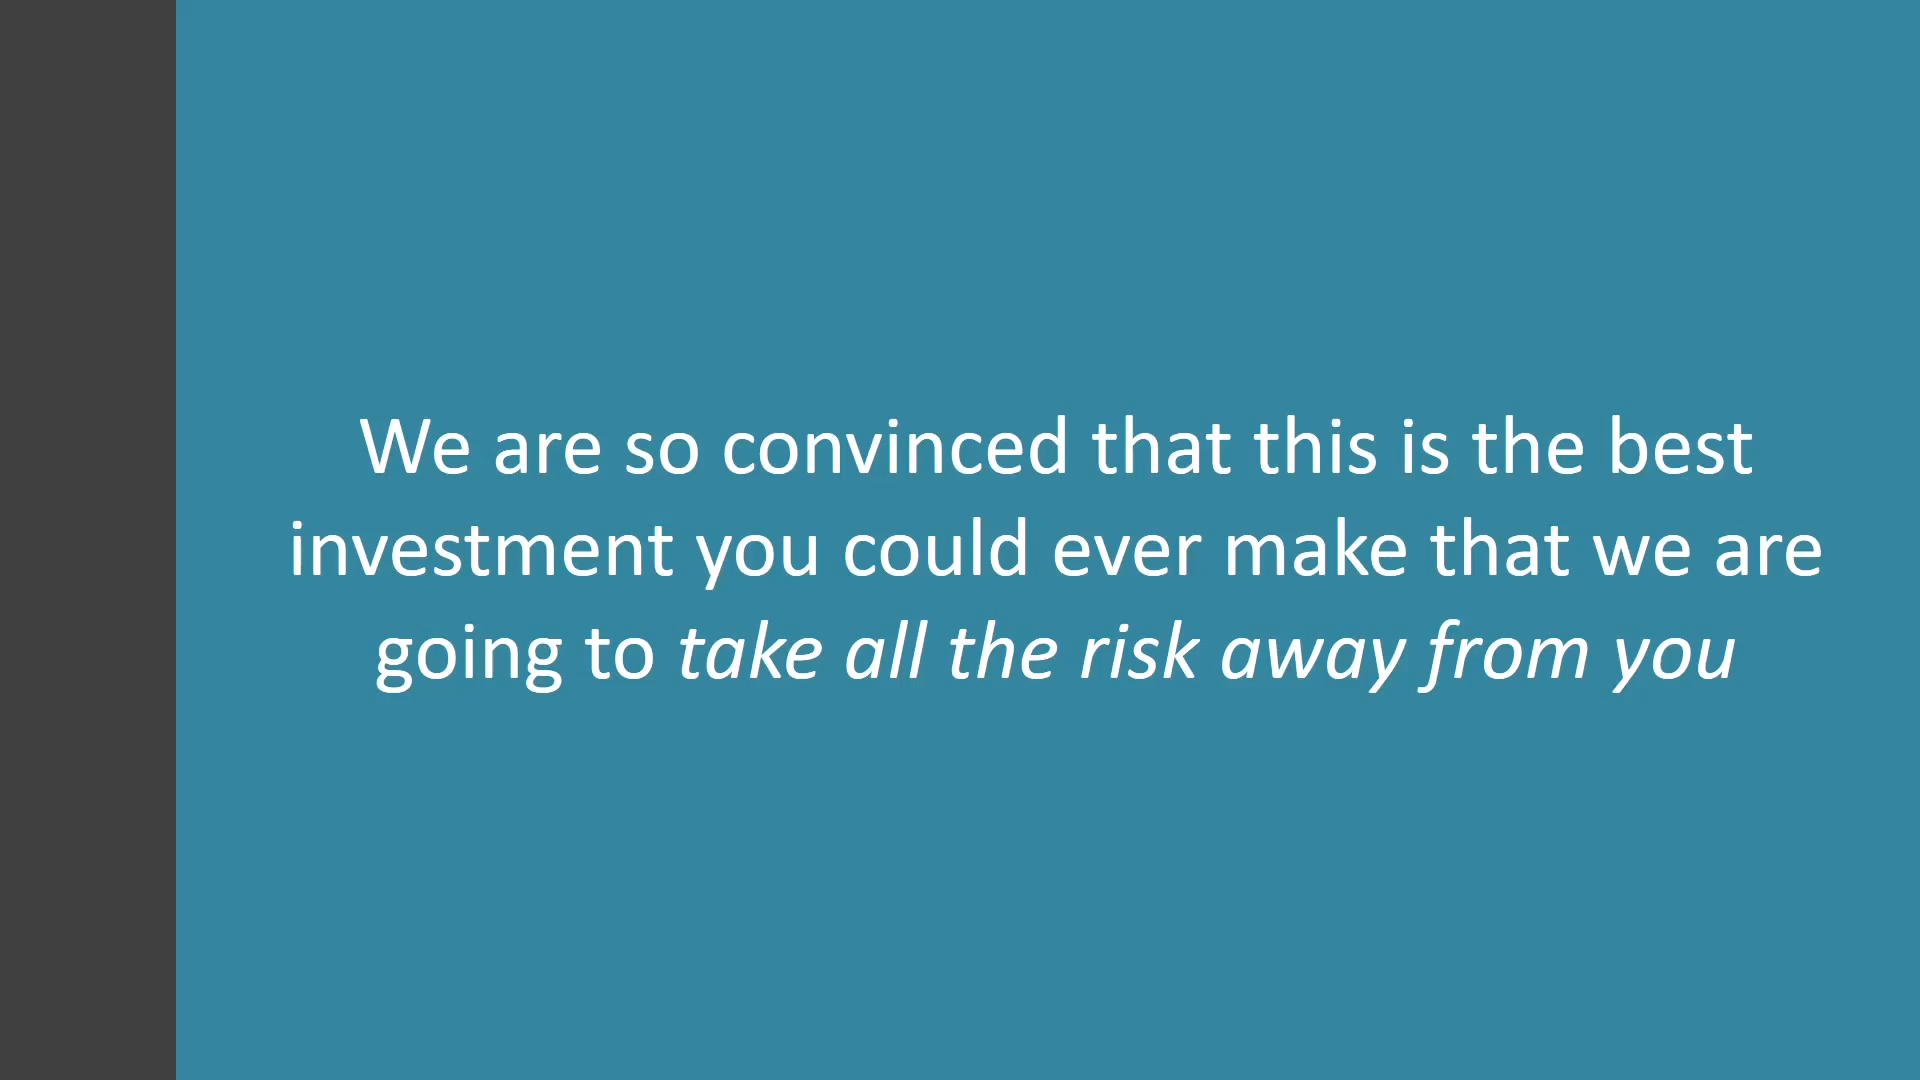 We are so convinced that this is the best
investment you could ever make that we are
going to take all the risk away from you